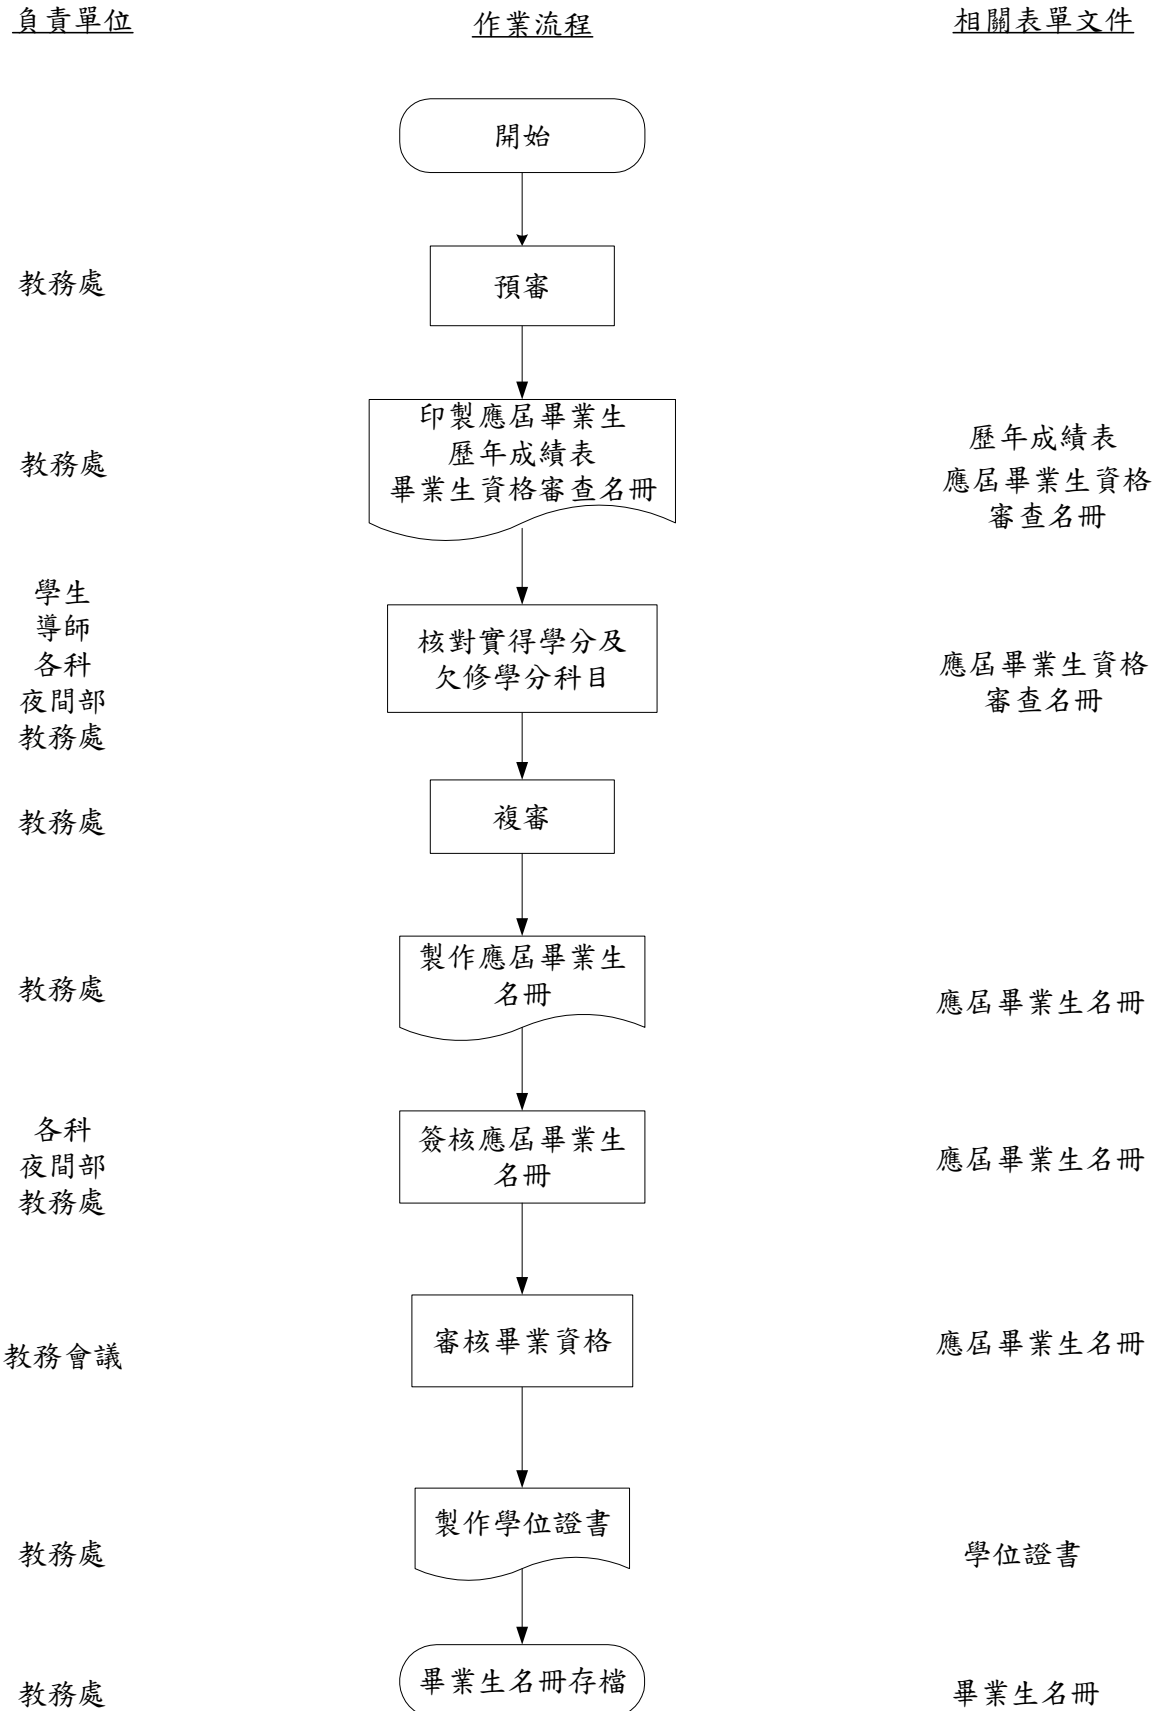 負責單位
作業流程
相關表單文件
開始
教務處
預審
教務處
印製應屆畢業生
歷年成績表
畢業生資格審查名冊
歷年成績表
應屆畢業生資格
審查名冊
學生
導師
各科
夜間部
教務處
核對實得學分及
欠修學分科目
應屆畢業生資格
審查名冊
教務處
複審
教務處
製作應屆畢業生
名冊
應屆畢業生名冊
各科
夜間部
教務處
簽核應屆畢業生
名冊
應屆畢業生名冊
教務會議
審核畢業資格
應屆畢業生名冊
教務處
製作學位證書
學位證書
教務處
畢業生名冊存檔
畢業生名冊